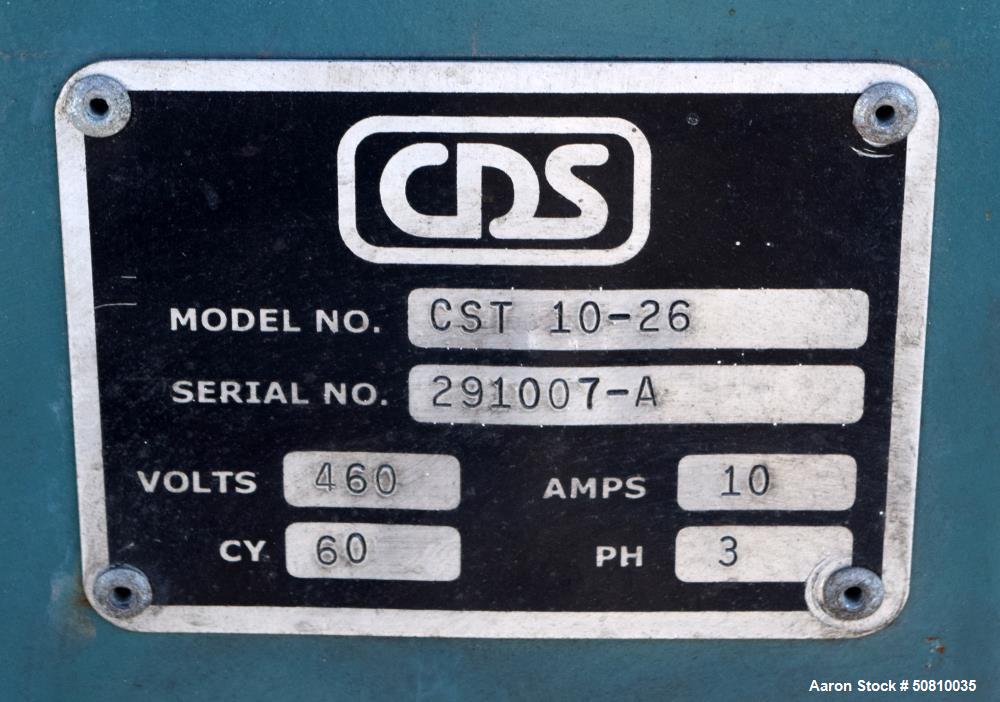 CDS
MODEL NO. CST 10-26
SERIAL NO. 291007-A
VOLTS 460 AMPS 10
CY 60 PH 3
Aaron Stock # 50810035